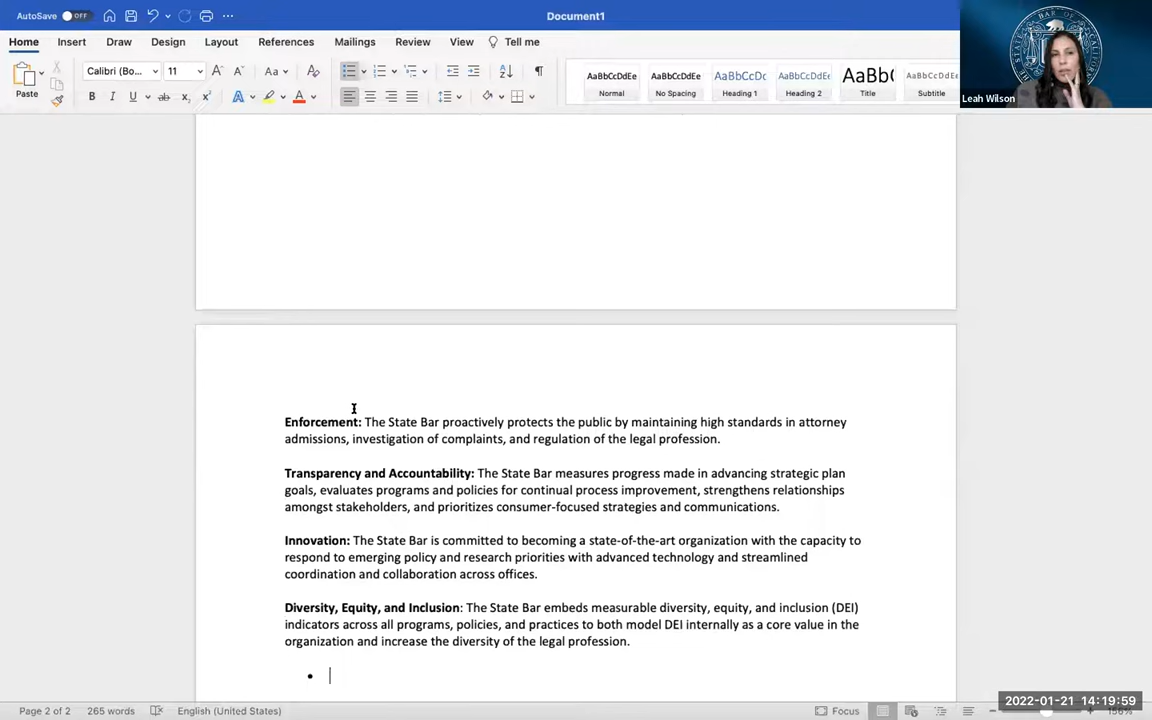 AutoSave OFF
Document1
Home Insert Draw Design Layout References Mailings Review View Tell me
Paste
Calibri (Bo... 11
Aa
B I U ab x x A
AaBbCcDdEe AaBbCcDdEe AaBbCcDc AaBbCcDdEe AaBb( AaBbCcDdEe
Normal No Spacing Heading 1 Heading 2 Title Subtitle
Leah Wilson
Enforcement: The State Bar proactively protects the public by maintaining high standards in attorney
admissions, investigation of complaints, and regulation of the legal profession.
Transparency and Accountability: The State Bar measures progress made in advancing strategic plan
goals, evaluates programs and policies for continual process improvement, strengthens relationships
amongst stakeholders, and prioritizes consumer-focused strategies and communications.
Innovation: The State Bar is committed to becoming a state-of-the-art organization with the capacity to
respond to emerging policy and research priorities with advanced technology and streamlined
coordination and collaboration across offices.
Diversity, Equity, and Inclusion: The State Bar embeds measurable diversity, equity, and inclusion (DEI)
indicators across all programs, policies, and practices to both model DEI internally as a core value in the
organization and increase the diversity of the legal profession.
2022-01-21 14:19:59
Page 2 of 2 265 words English (United States) Focus 156%